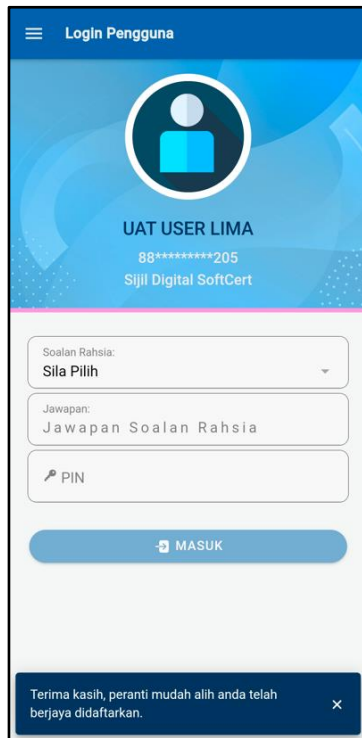 Login Pengguna
UAT USER LIMA
88*********205
Sijil Digital SoftCert
Soalan Rahsia:
Sila Pilih
Jawapan:
Jawapan Soalan Rahsia
PIN
MASUK
Terima kasih, peranti mudah alih anda telah
berjaya didaftarkan.